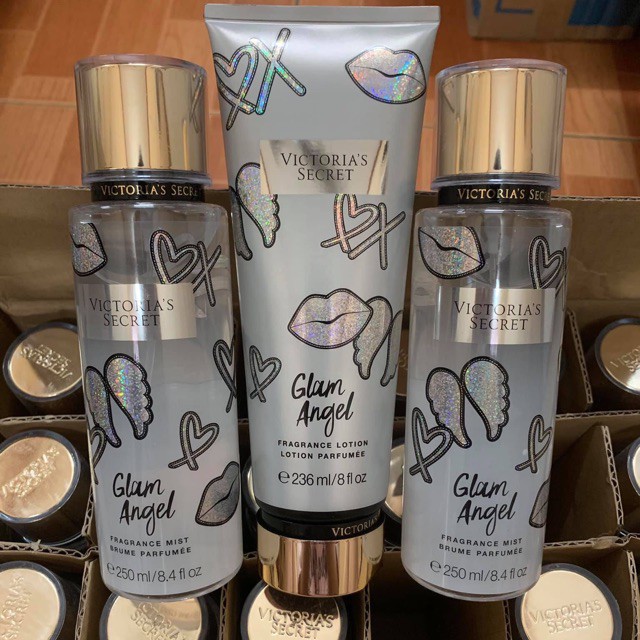 VICTORIA'S SECRET
VICTORIA'S
SECRET
Glam
Angel
FRAGRANCE MIST
BRUME PARFUMÉE
℮ 250 ml/8.4 fl oz
VICTORIA'S
SECRET
Glam
Angel
FRAGRANCE LOTION
LOTION PARFUMÉE
℮ 236 ml/8 fl oz
VICTORIA'S
VICTORIA'S SECRET
VICTORIA'S
SECRET
Glam
Angel
FRAGRANCE MIST
BRUME PARFUMÉE
℮ 250 ml/8.4 fl oz
VICTORIA'S
SECRET